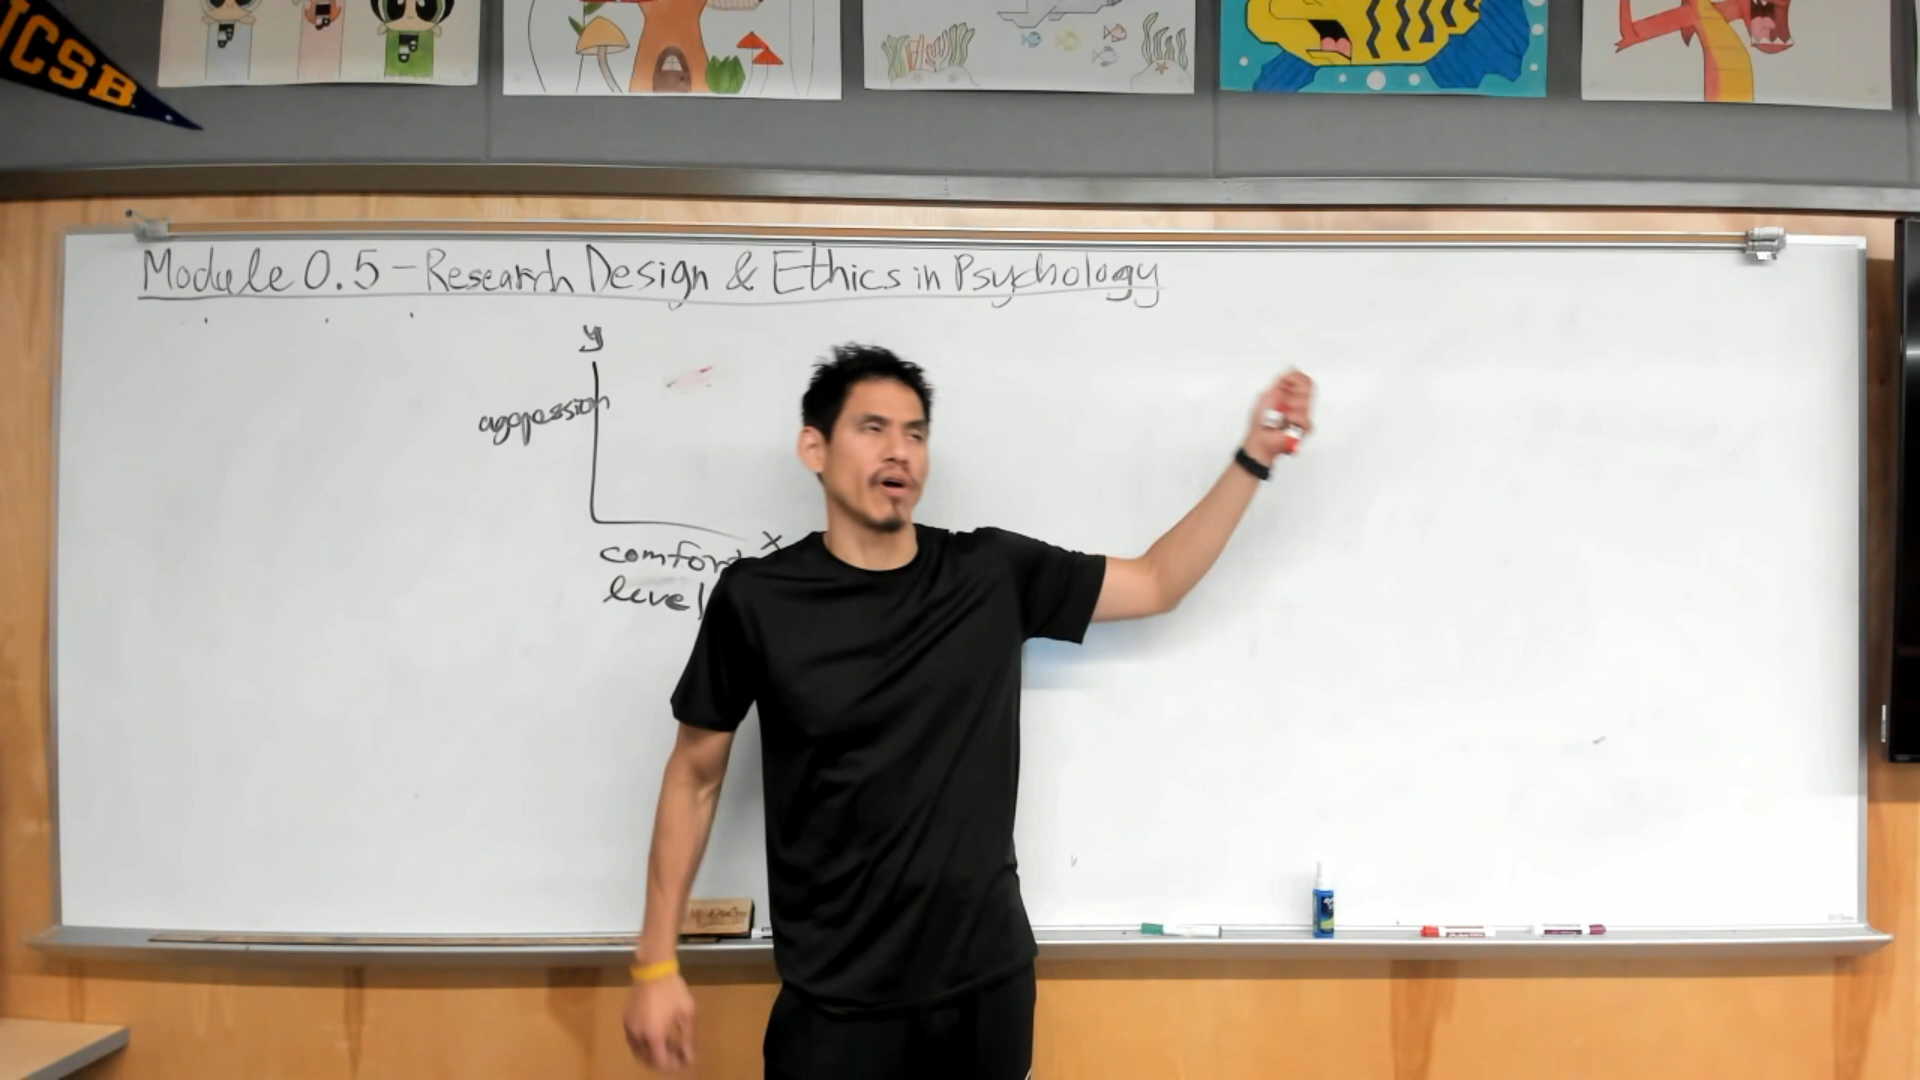 UCSB
Module 0.5 - Research Design & Ethics in Psychology
y
aggression
x
comfort
level